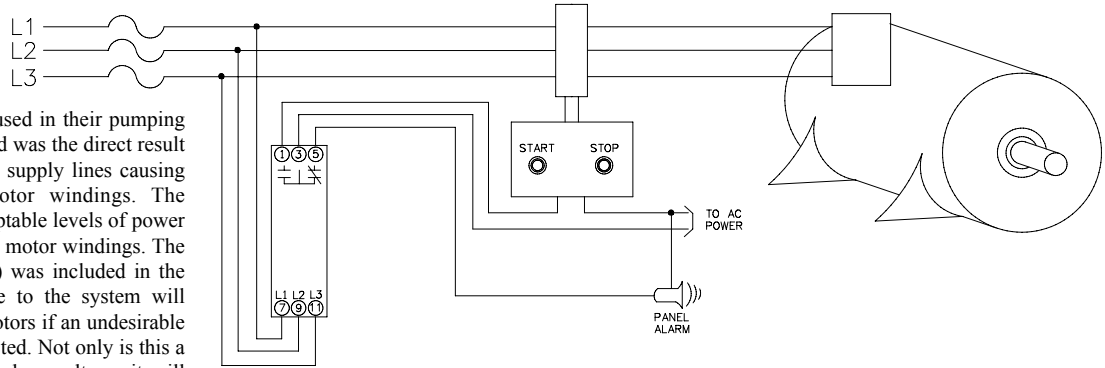 L1
L2
L3
used in their pumping
d was the direct result
supply lines causing
otor windings. The
ptable levels of power
motor windings. The
) was included in the
e to the system will
otors if an undesirable
ted. Not only is this a
1 3 5
START STOP
TO AC
POWER
L1 L2 L3
7 9 11
PANEL
ALARM